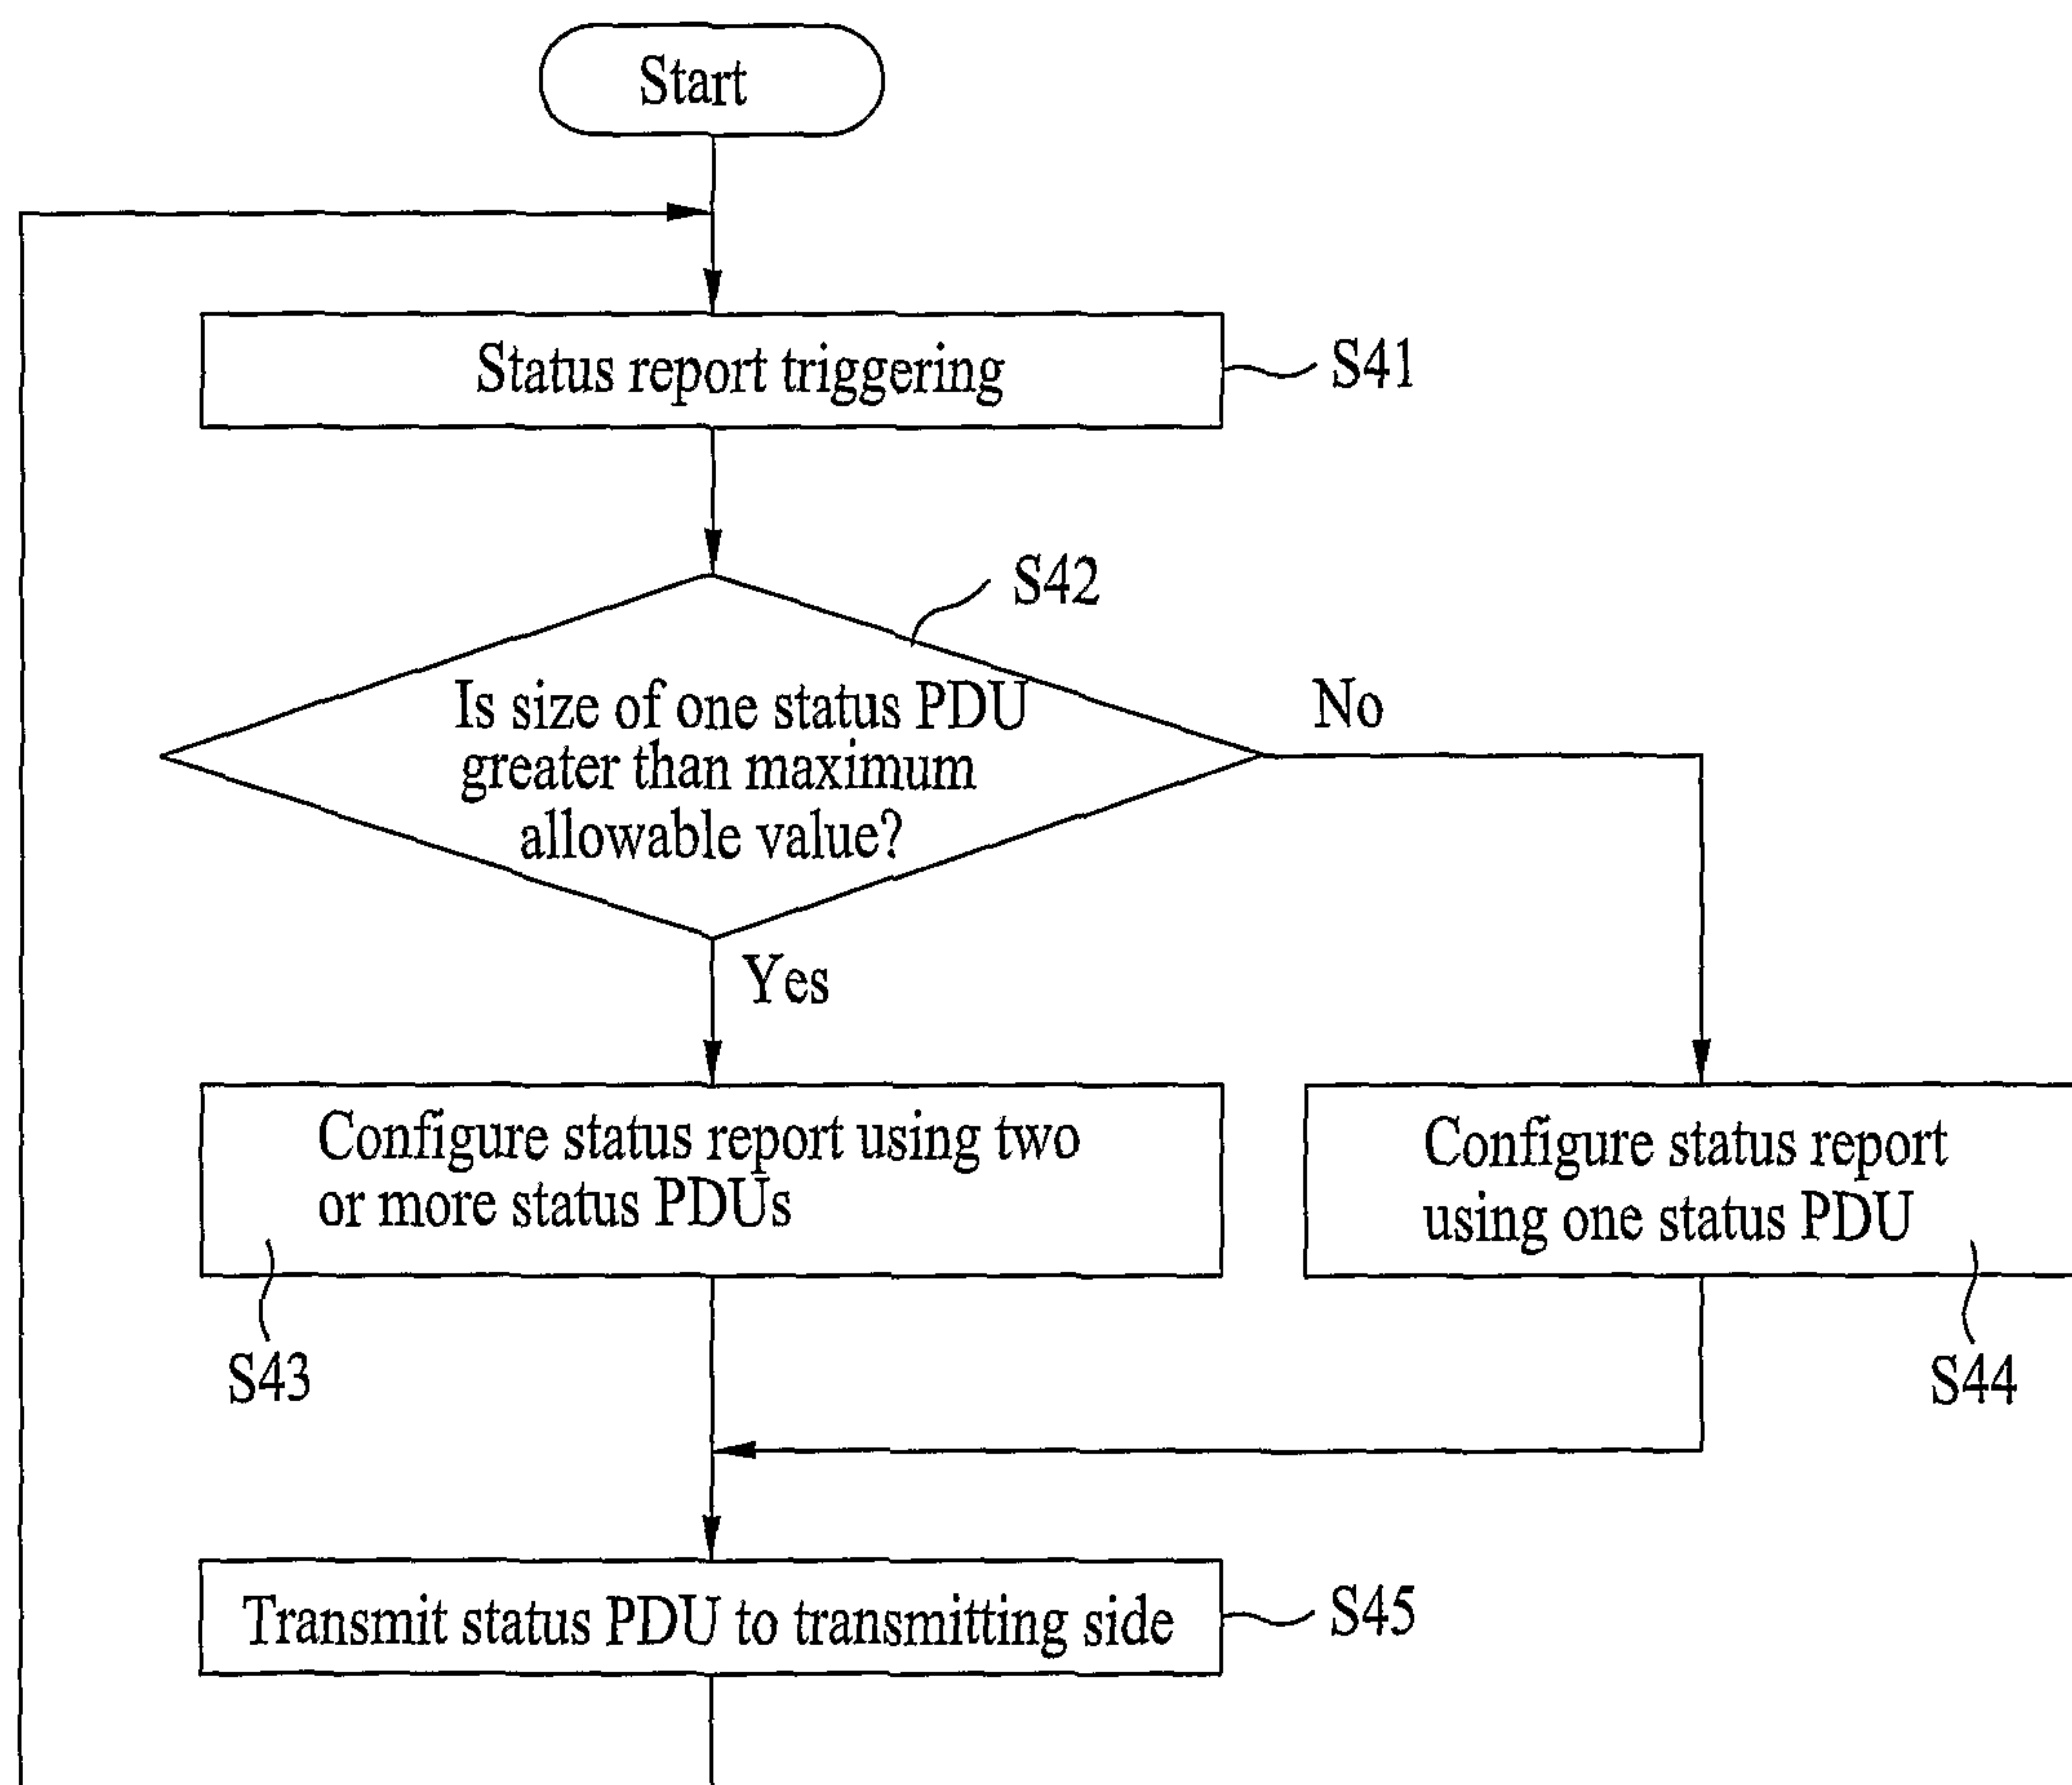 Start
Status report triggering
S41
S42
Is size of one status PDU
greater than maximum
allowable value?
No
Yes
Configure status report using two
or more status PDUs
S43
Configure status report
using one status PDU
S44
Transmit status PDU to transmitting side
S45